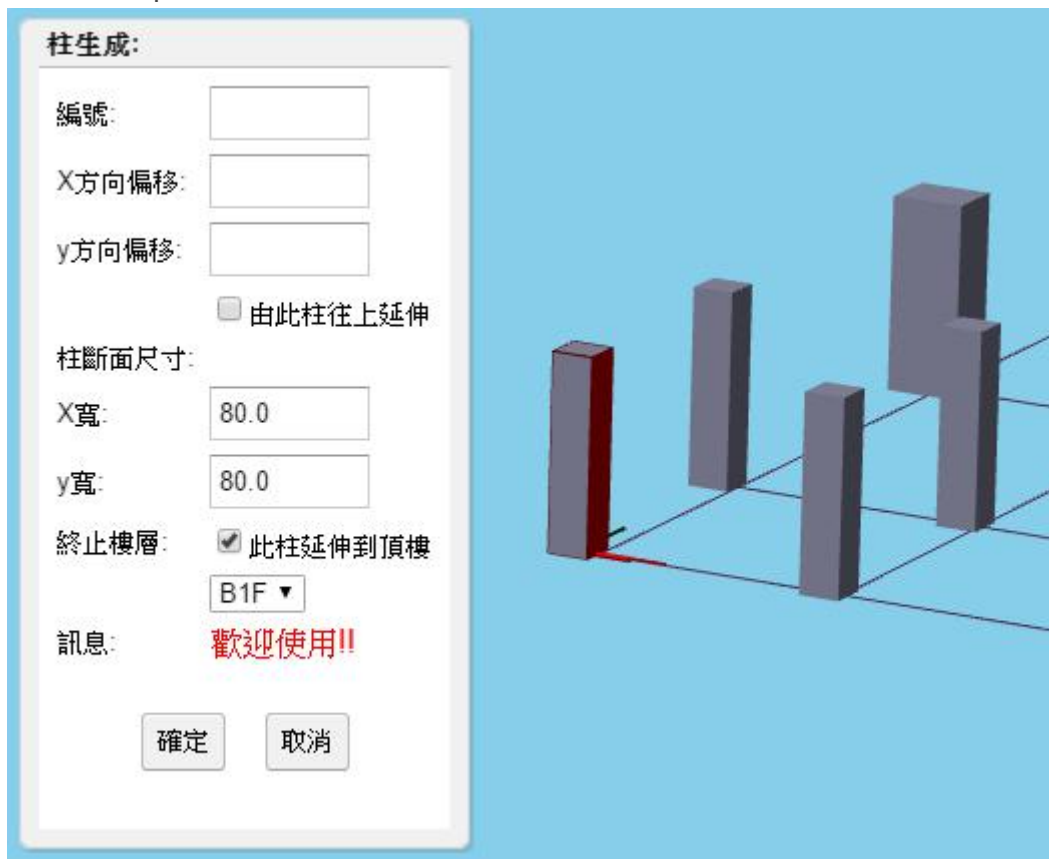 柱生成:
編號:
X方向偏移:
y方向偏移:
由此柱往上延伸
柱斷面尺寸:
X寬: 80.0
y寬: 80.0
終止樓層: 此柱延伸到頂樓
B1F
訊息: 歡迎使用!!
確定 取消